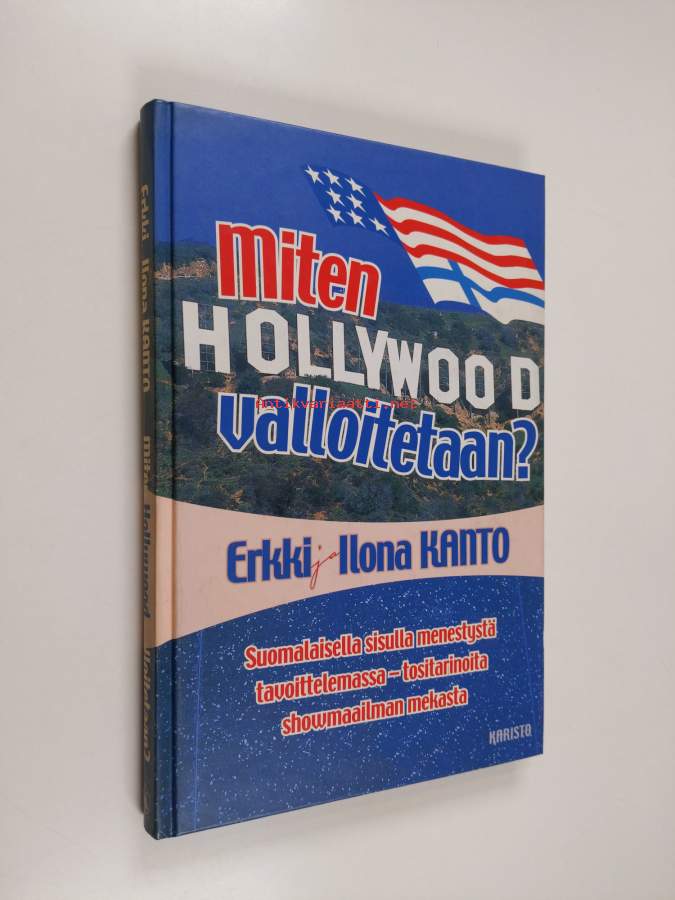 miten
HOLLYWOOD
Antikvariaatti.net
valloitetaan?
Erkki ja Ilona KANTO
Suomalaisella sisulla menestystä
tavoittelemassa – tositarinoita
showmaailman mekasta
KARISTO
Erkki Ilona KANTO miten Hollywood valloitetaan?